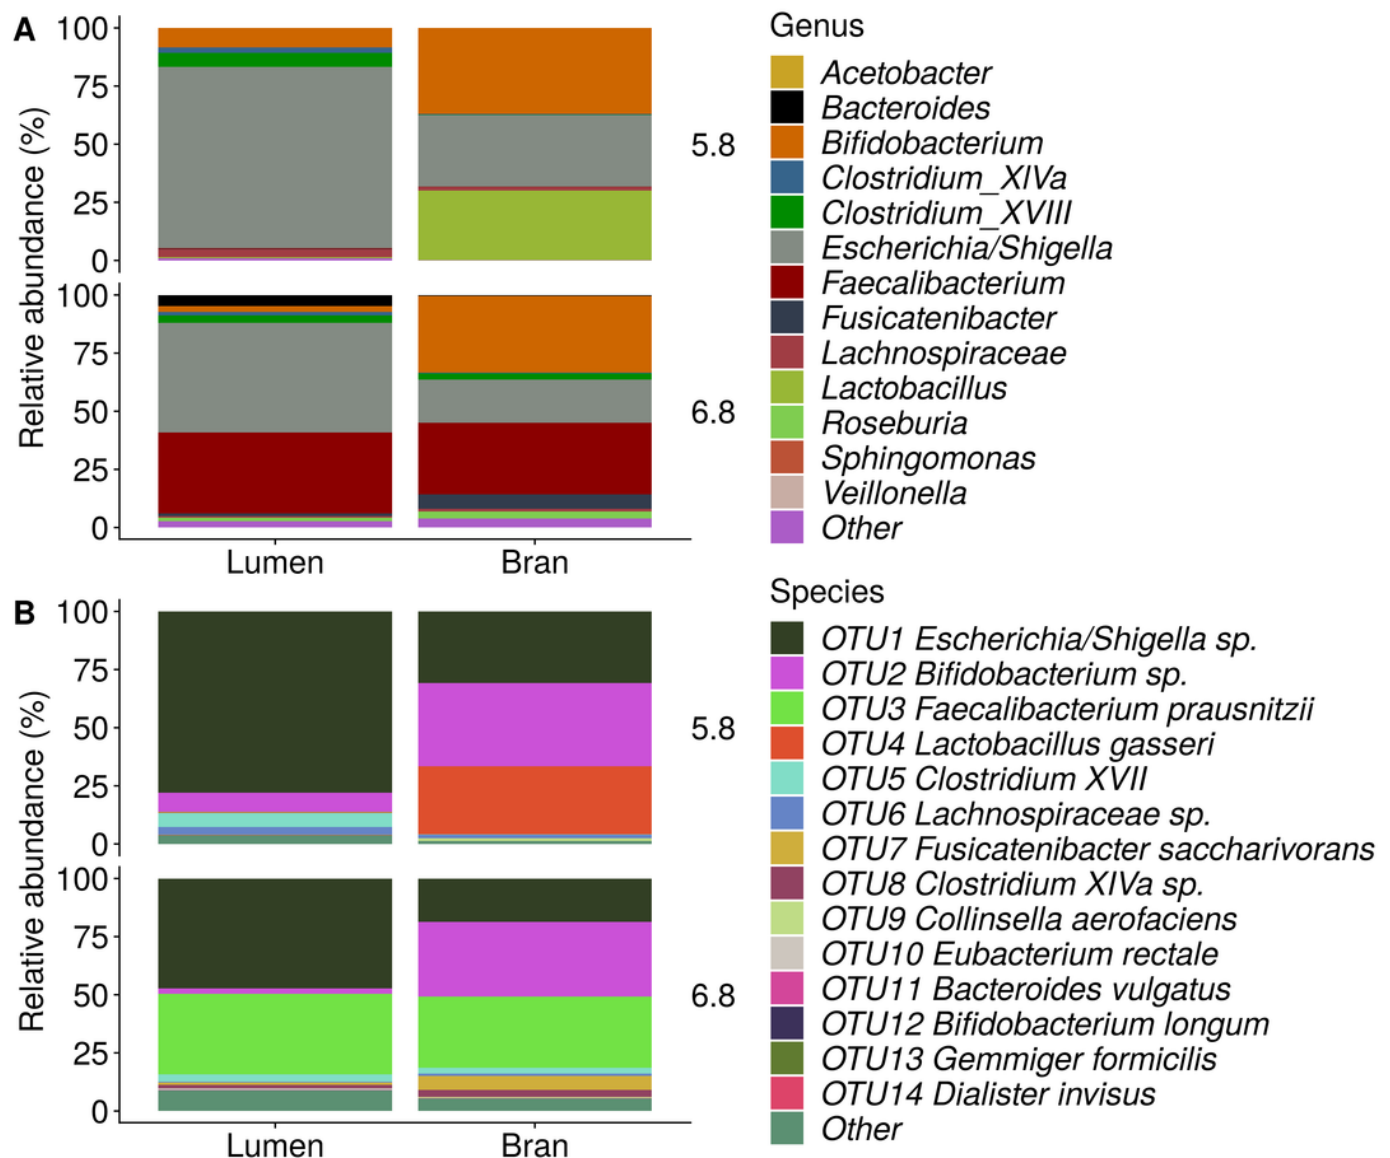 A
Relative abundance (%)
100
75
50
25
0
5.8
100
75
50
25
0
6.8
Lumen
Bran
Genus
Acetobacter
Bacteroides
Bifidobacterium
Clostridium_XIVa
Clostridium_XVIII
Escherichia/Shigella
Faecalibacterium
Fusicatenibacter
Lachnospiraceae
Lactobacillus
Roseburia
Sphingomonas
Veillonella
Other
B
Relative abundance (%)
100
75
50
25
0
5.8
100
75
50
25
0
6.8
Lumen
Bran
Species
OTU1 Escherichia/Shigella sp.
OTU2 Bifidobacterium sp.
OTU3 Faecalibacterium prausnitzii
OTU4 Lactobacillus gasseri
OTU5 Clostridium XVII
OTU6 Lachnospiraceae sp.
OTU7 Fusicatenibacter saccharivorans
OTU8 Clostridium XIVa sp.
OTU9 Collinsella aerofaciens
OTU10 Eubacterium rectale
OTU11 Bacteroides vulgatus
OTU12 Bifidobacterium longum
OTU13 Gemmiger formicilis
OTU14 Dialister invisus
Other